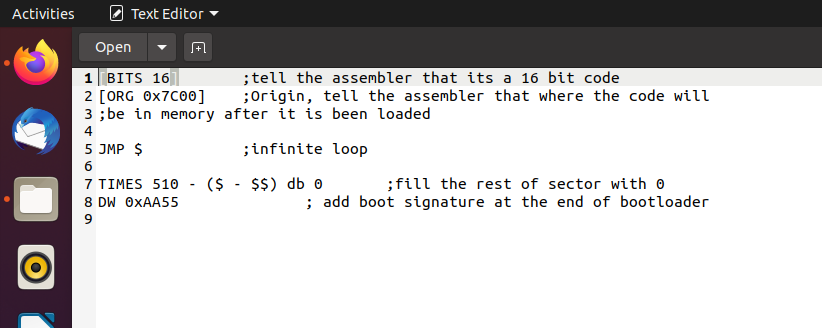 Activities Text Editor
Open
1 [BITS 16] ;tell the assembler that its a 16 bit code
2 [ORG 0x7C00] ;Origin, tell the assembler that where the code will
3 ;be in memory after it is been loaded
4
5 JMP $ ;infinite loop
6
7 TIMES 510 - ($ - $$) db 0 ;fill the rest of sector with 0
8 DW 0xAA55 ; add boot signature at the end of bootloader
9